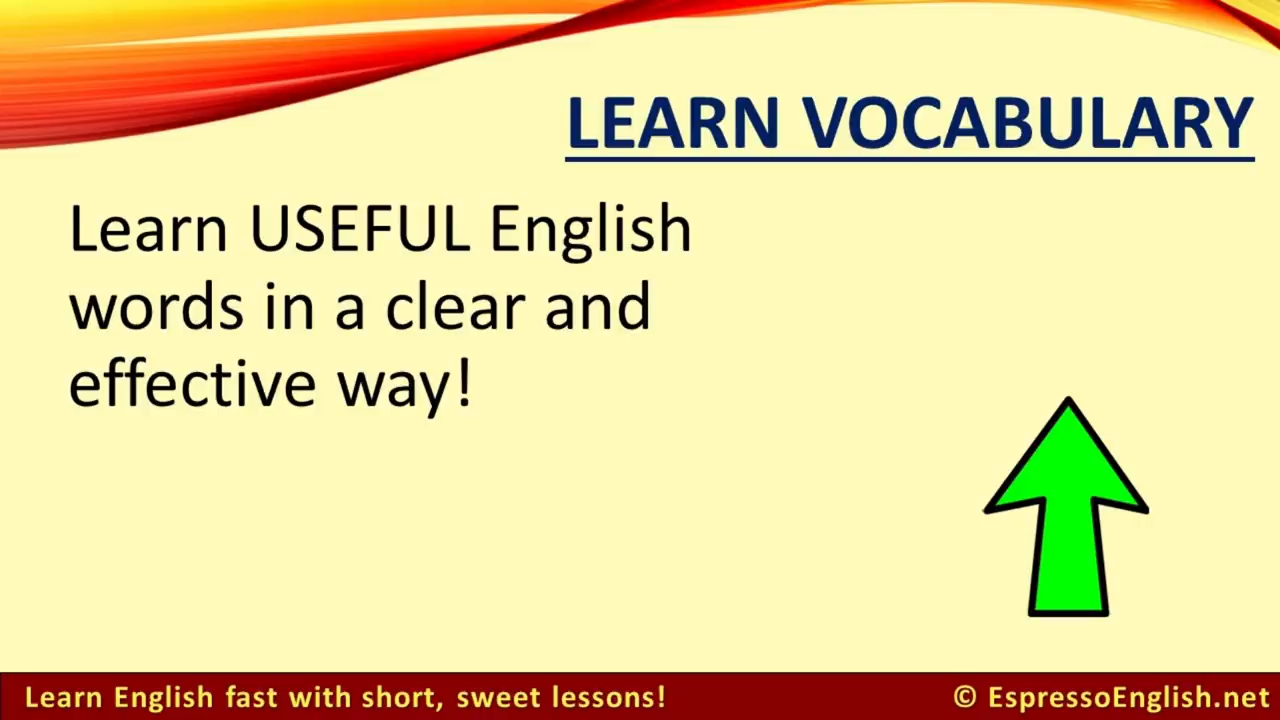 LEARN VOCABULARY
Learn USEFUL English
words in a clear and
effective way!
Learn English fast with short, sweet lessons!
© EspressoEnglish.net